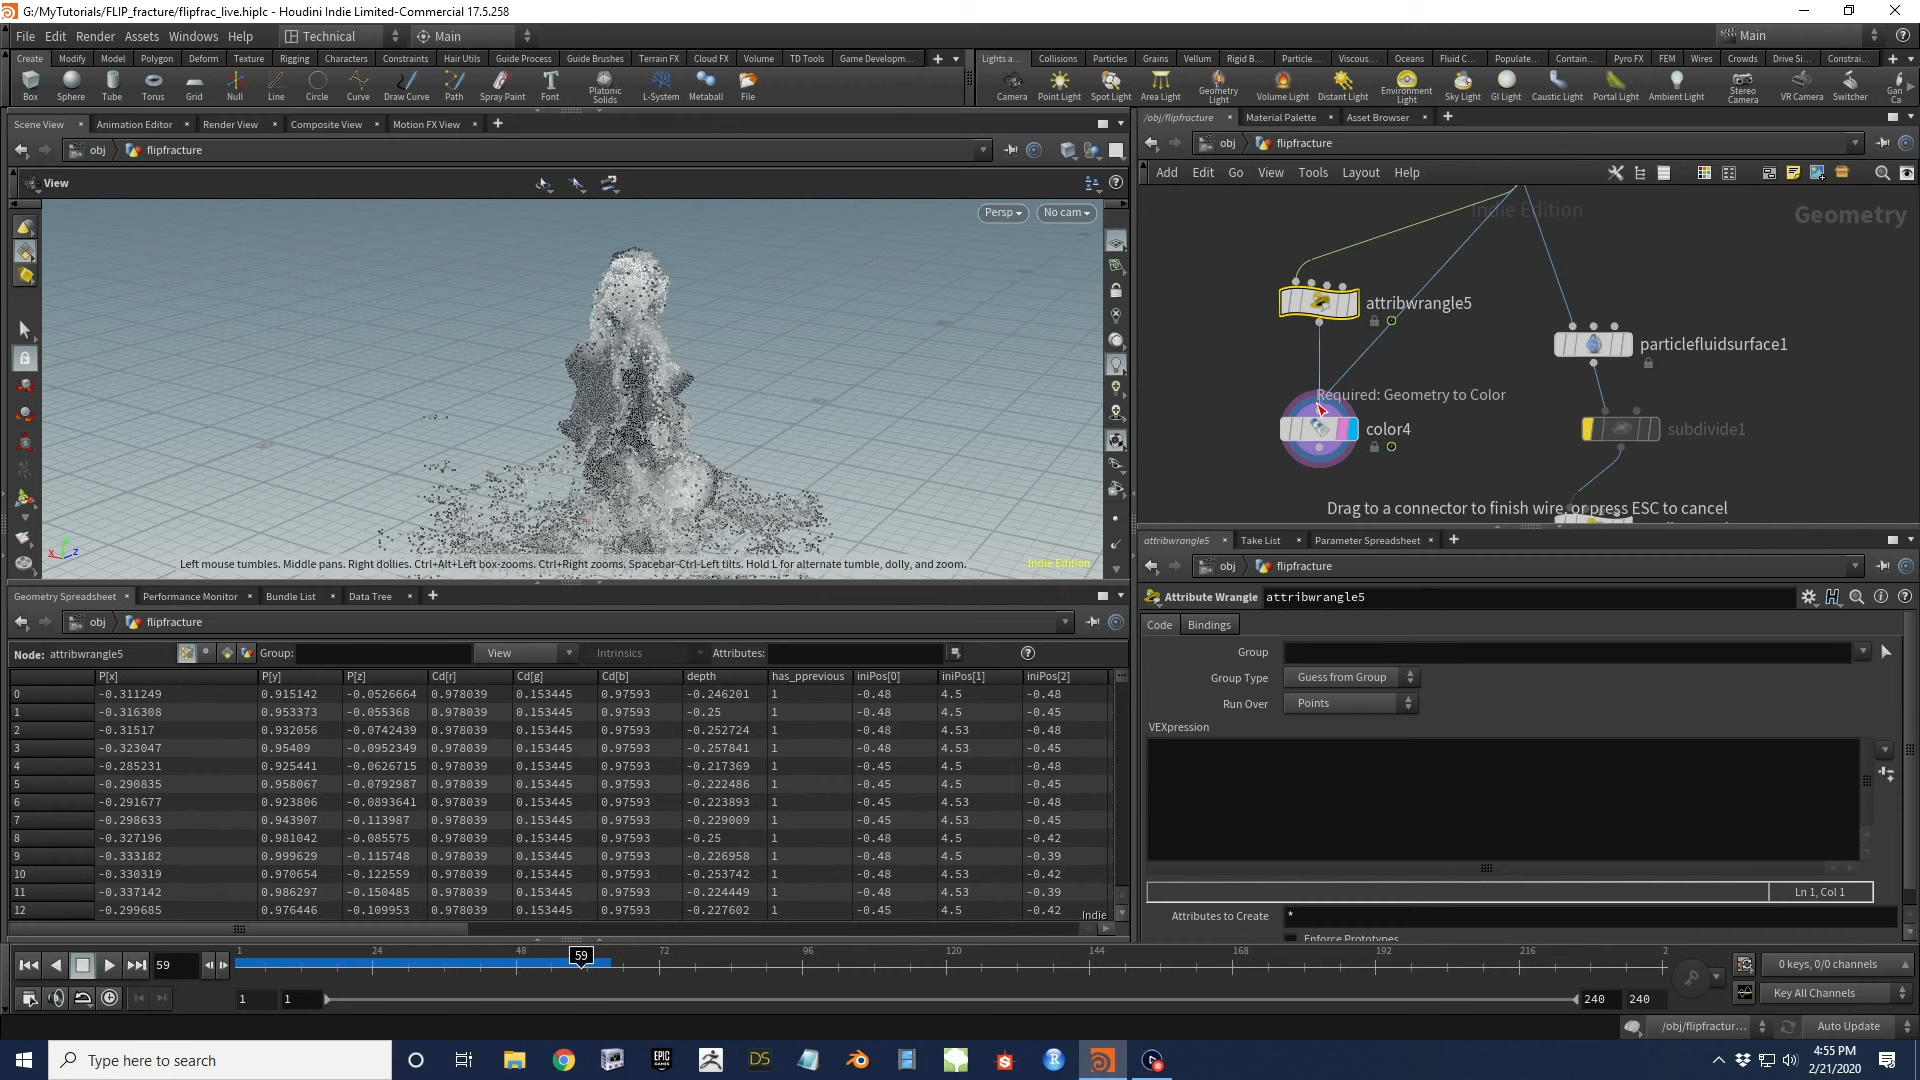 G:/MyTutorials/FLIP_fracture/flipfrac_live.hiplc - Houdini Indie Limited-Commercial 17.5.258
File Edit Render Assets Windows Help Technical Main Main
Create Modify Model Polygon Deform Texture Rigging Characters Constraints Hair Utils Guide Process Guide Brushes Terrain FX Cloud FX Volume TD Tools Game Developm...
Lights a... Collisions Particles Grains Vellum Rigid B... Particle... Viscous... Oceans Fluid C... Populate... Contain... Pyro FX FEM Wires Crowds Drive Si... Constrai...
Box Sphere Tube Torus Grid Null Line Circle Curve Draw Curve Path Spray Paint Font Platonic Solids L-System Metaball File
Camera Point Light Spot Light Area Light Geometry Light Volume Light Distant Light Environment Light Sky Light GI Light Caustic Light Portal Light Ambient Light Stereo Camera VR Camera Switcher Gan Ca
Scene View Animation Editor Render View Composite View Motion FX View
obj flipfracture
View
Persp No cam
Left mouse tumbles. Middle pans. Right dollies. Ctrl+Alt+Left box-zooms. Ctrl+Right zooms. Spacebar-Ctrl-Left tilts. Hold L for alternate tumble, dolly, and zoom.
Indie Edition
/obj/flipfracture Material Palette Asset Browser
obj flipfracture
Add Edit Go View Tools Layout Help
Indie Edition
Geometry
attribwrangle5
particlefluidsurface1
Required: Geometry to Color
color4
subdivide1
Drag to a connector to finish wire, or press ESC to cancel
Geometry Spreadsheet Performance Monitor Bundle List Data Tree
obj flipfracture
Node: attribwrangle5 Group: View Intrinsics Attributes:
P[x] P[y] P[z] Cd[r] Cd[g] Cd[b] depth has_pprevious iniPos[0] iniPos[1] iniPos[2]
0 -0.311249 0.915142 -0.0526664 0.978039 0.153445 0.97593 -0.246201 1 -0.48 4.5 -0.48
1 -0.316308 0.953373 -0.055368 0.978039 0.153445 0.97593 -0.25 1 -0.48 4.5 -0.45
2 -0.31517 0.932056 -0.0742439 0.978039 0.153445 0.97593 -0.252724 1 -0.48 4.53 -0.48
3 -0.323047 0.95409 -0.0952349 0.978039 0.153445 0.97593 -0.257841 1 -0.48 4.53 -0.45
4 -0.285231 0.925441 -0.0626715 0.978039 0.153445 0.97593 -0.217369 1 -0.45 4.5 -0.48
5 -0.290835 0.958067 -0.0792987 0.978039 0.153445 0.97593 -0.222486 1 -0.45 4.5 -0.45
6 -0.291677 0.923806 -0.0893641 0.978039 0.153445 0.97593 -0.223893 1 -0.45 4.53 -0.48
7 -0.298633 0.943907 -0.113987 0.978039 0.153445 0.97593 -0.229009 1 -0.45 4.53 -0.45
8 -0.327196 0.981042 -0.085575 0.978039 0.153445 0.97593 -0.25 1 -0.48 4.5 -0.42
9 -0.333182 0.999629 -0.115748 0.978039 0.153445 0.97593 -0.226958 1 -0.48 4.5 -0.39
10 -0.330319 0.970654 -0.122559 0.978039 0.153445 0.97593 -0.253742 1 -0.48 4.53 -0.42
11 -0.337142 0.986297 -0.150485 0.978039 0.153445 0.97593 -0.224449 1 -0.48 4.53 -0.39
12 -0.299685 0.976446 -0.109953 0.978039 0.153445 0.97593 -0.227602 1 -0.45 4.5 -0.42
Indie
attribwrangle5 Take List Parameter Spreadsheet
obj flipfracture
Attribute Wrangle attribwrangle5
Code Bindings
Group
Group Type Guess from Group
Run Over Points
VEXpression
Ln 1, Col 1
Attributes to Create *
Enforce Prototypes
59 1 24 48 59 72 96 120 144 168 192 216 2
0 keys, 0/0 channels
1 1 240 240
Key All Channels
/obj/flipfractur... Auto Update
Type here to search
4:55 PM
2/21/2020